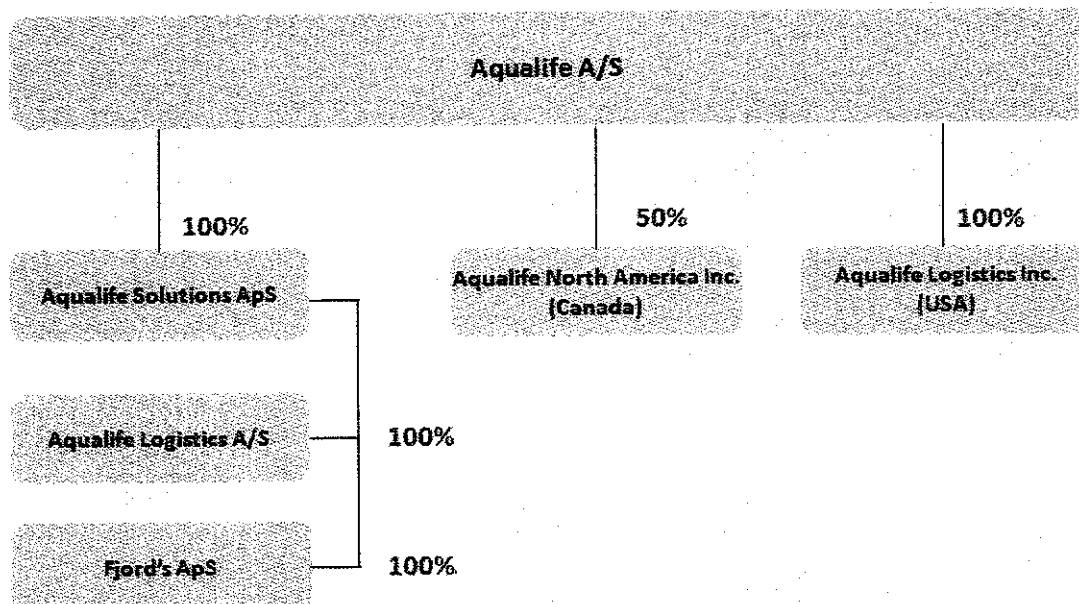 Aqualife A/S
100%
50%
100%
Aqualife Solutions ApS
Aqualife North America Inc.
(Canada)
Aqualife Logistics Inc.
(USA)
Aqualife Logistics A/S
100%
Fjord's ApS
100%